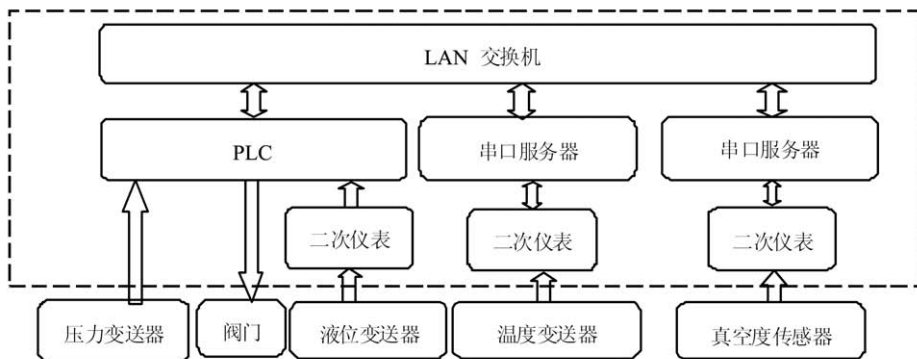 LAN 交换机
PLC
串口服务器
串口服务器
二次仪表
二次仪表
二次仪表
压力变送器
阀门
液位变送器
温度变送器
真空度传感器